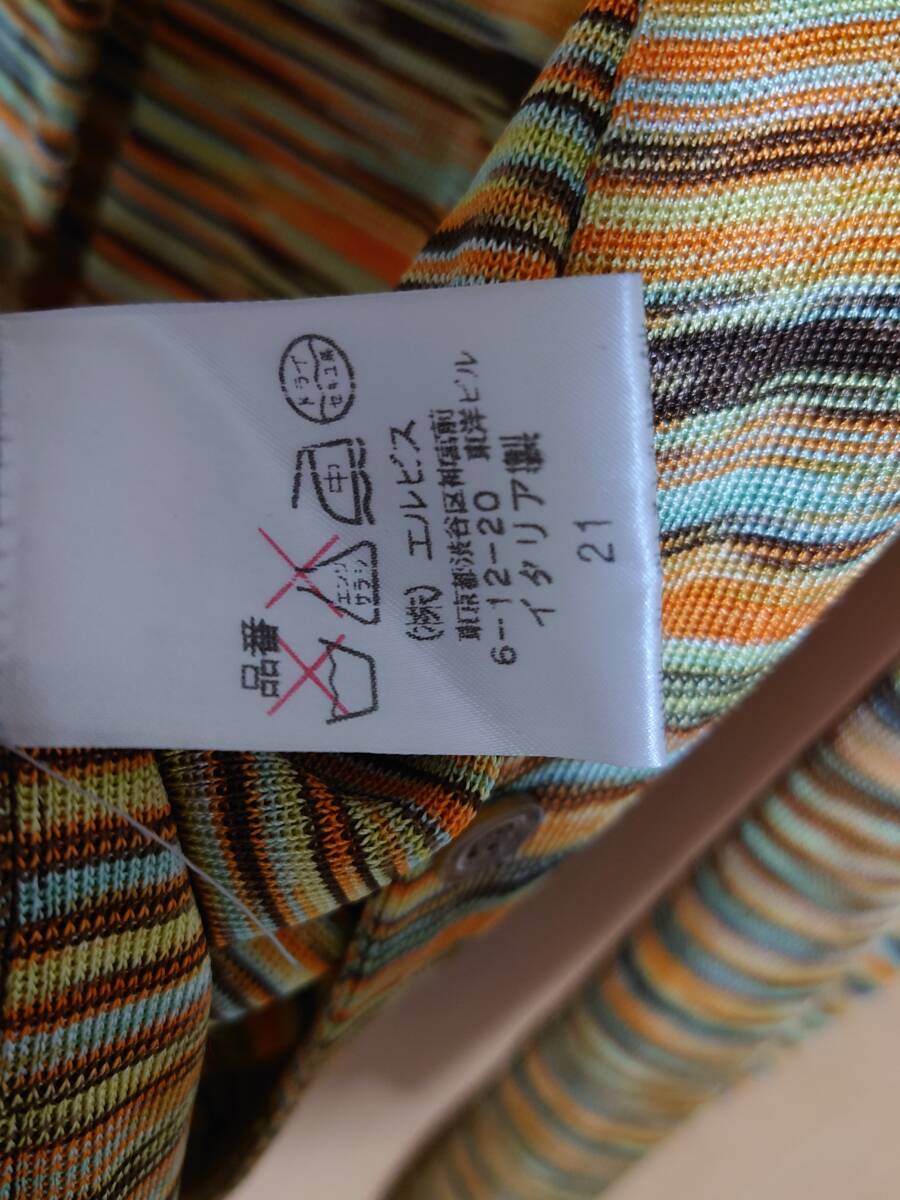 品番
エンソ
サラシ
中
ドライ
セキユ系
(株) エルビス
東京都渋谷区神宮前
6-12-20 東洋ビル
イタリア製
21